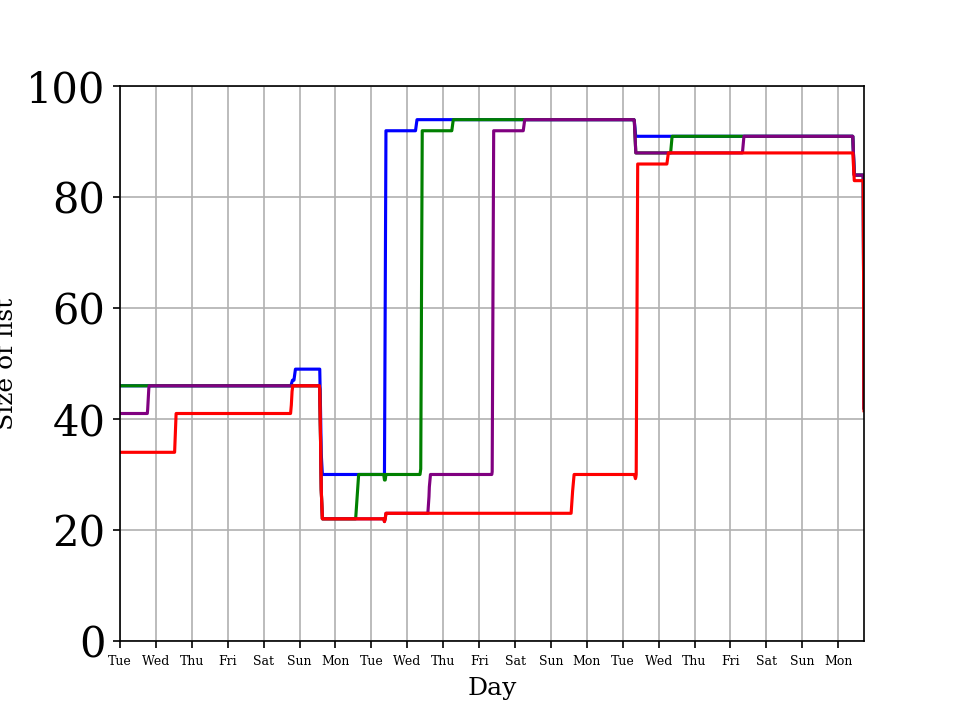 100
80
60
40
20
0
Size of list
Tue Wed Thu Fri Sat Sun Mon Tue Wed Thu Fri Sat Sun Mon Tue Wed Thu Fri Sat Sun Mon
Day